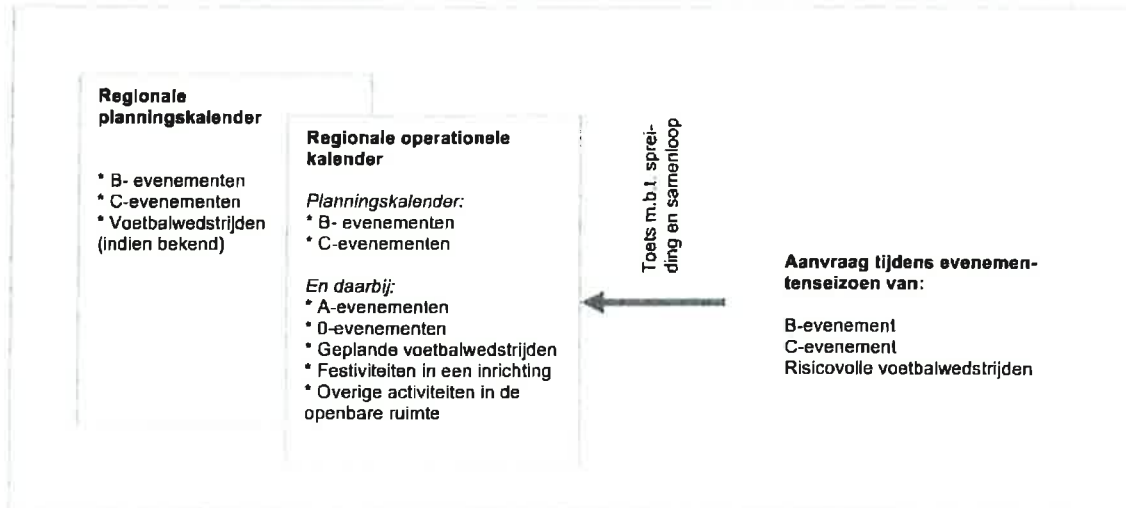 Regionale
planningskalender
* B- evenementen
* C-evenementen
* Voetbalwedstrijden
(indien bekend)
Regionale operationele
kalender
Planningskalender:
* B- evenementen
* C-evenementen
En daarbij:
* A-evenementen
* 0-evenementen
* Geplande voetbalwedstrijden
* Festiviteiten in een inrichting
* Overige activiteiten in de
openbare ruimte
Toets m.b.t. sprei-
ding en samenloop
Aanvraag tijdens evenemen-
tenseizoen van:
B-evenement
C-evenement
Risicovolle voetbalwedstrijden